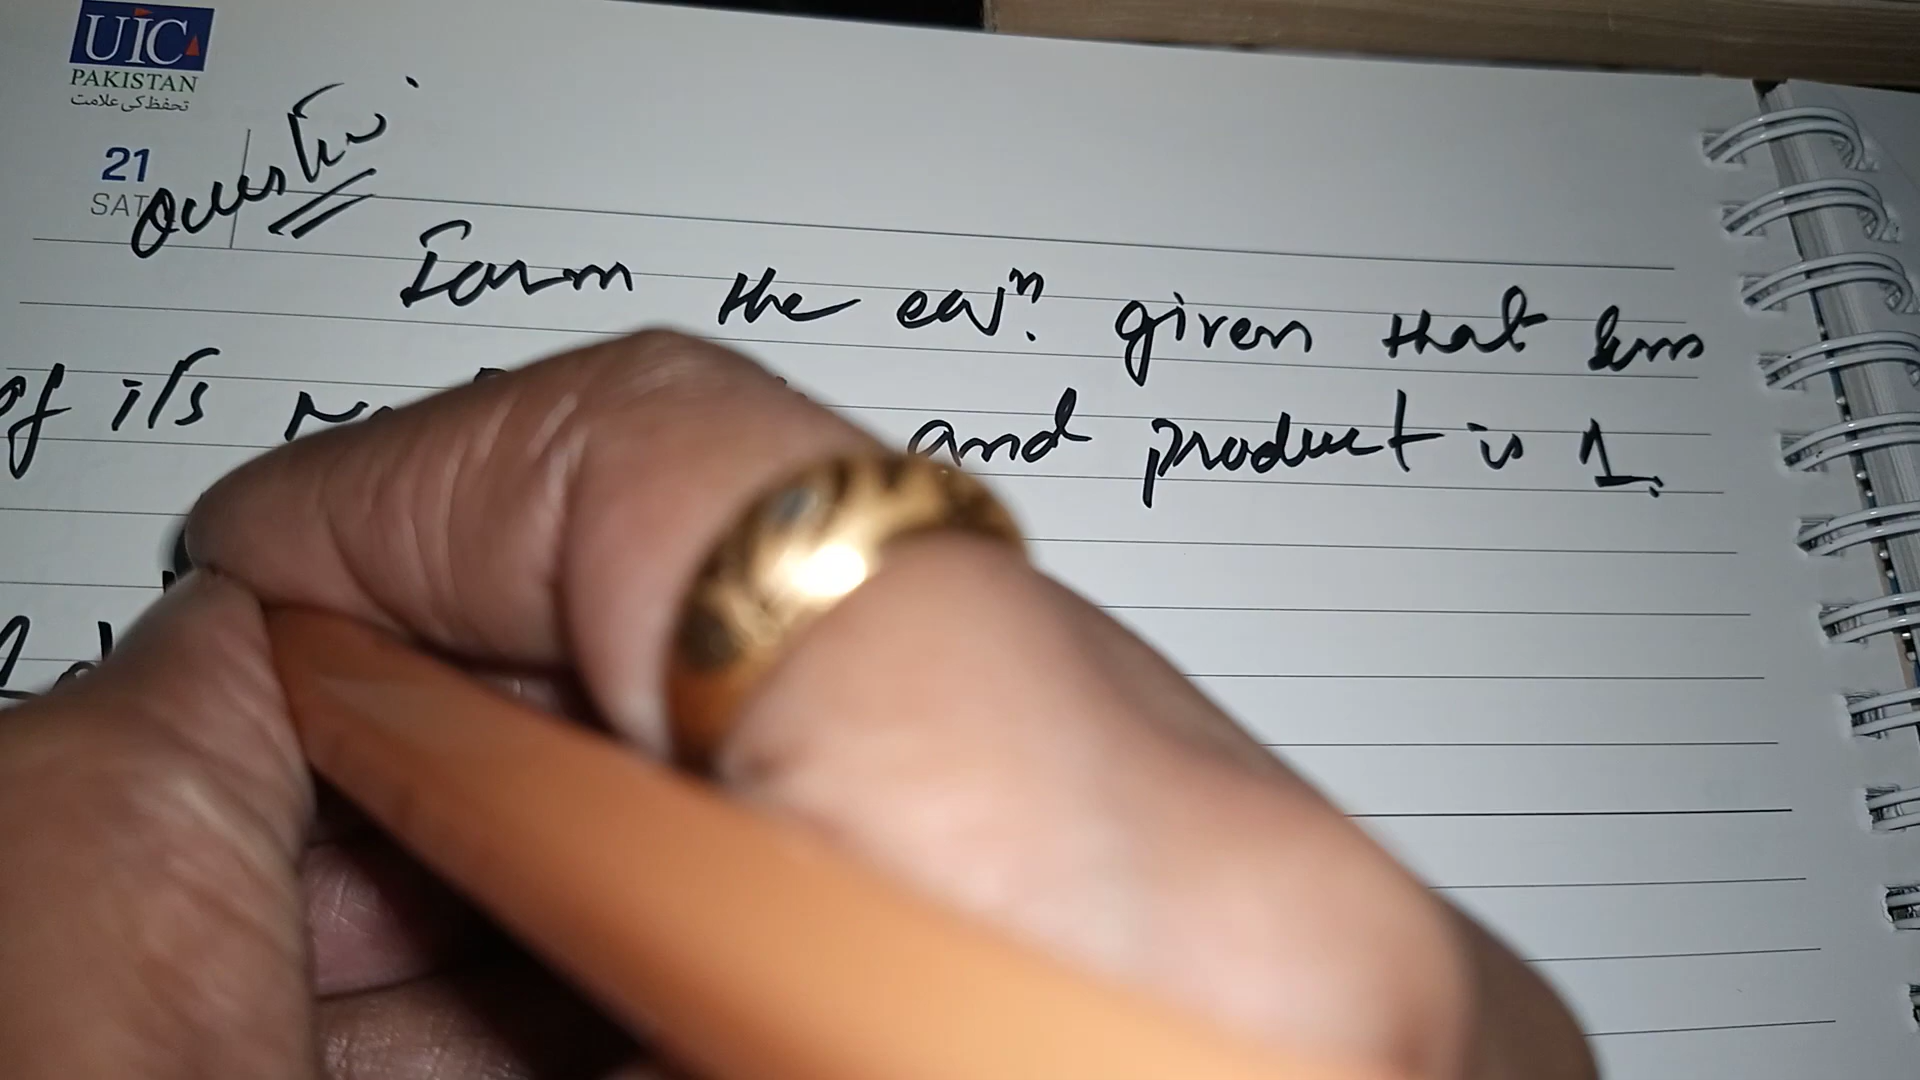 UIC
PAKISTAN
تحفظ کی علامت
21
SAT
Question
Form the eqn. given that sum
of its
and product is 1.